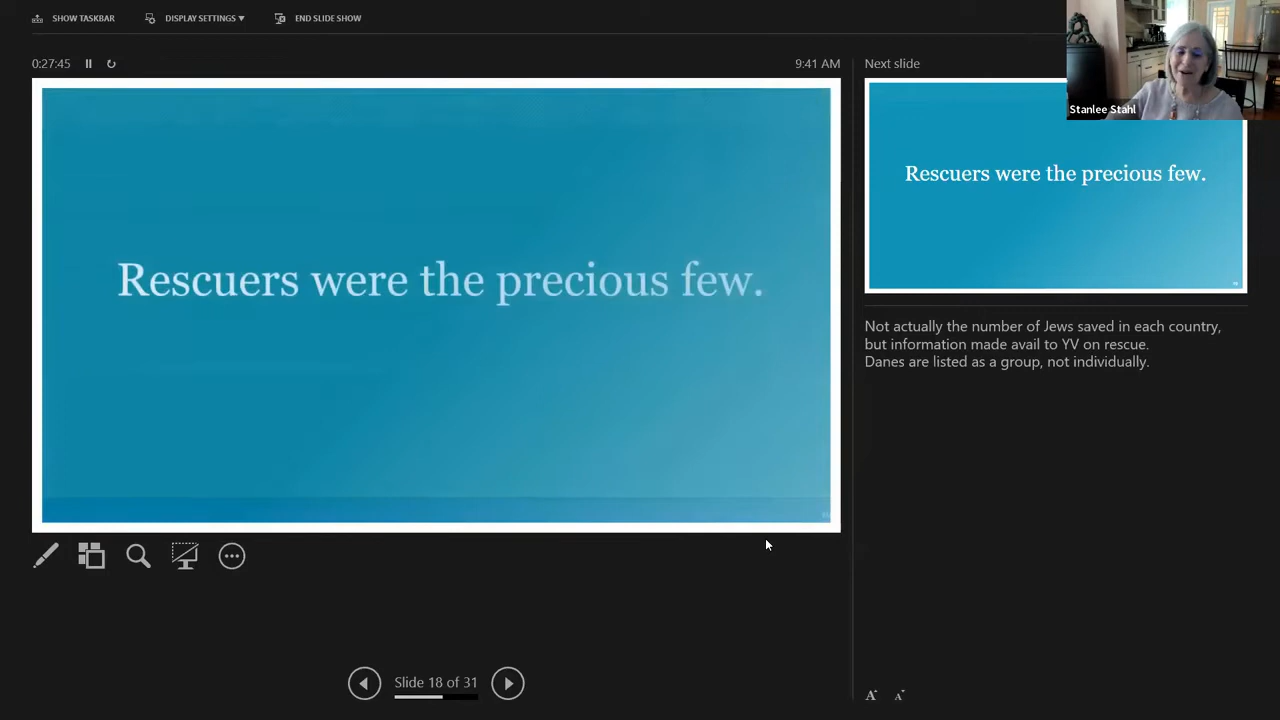 SHOW TASKBAR
DISPLAY SETTINGS ▼
END SLIDE SHOW
0:27:45
9:41 AM
Next slide
Stanlee Stahl
Rescuers were the precious few.
Rescuers were the precious few.
Not actually the number of Jews saved in each country,
but information made avail to YV on rescue.
Danes are listed as a group, not individually.
Slide 18 of 31
A
A